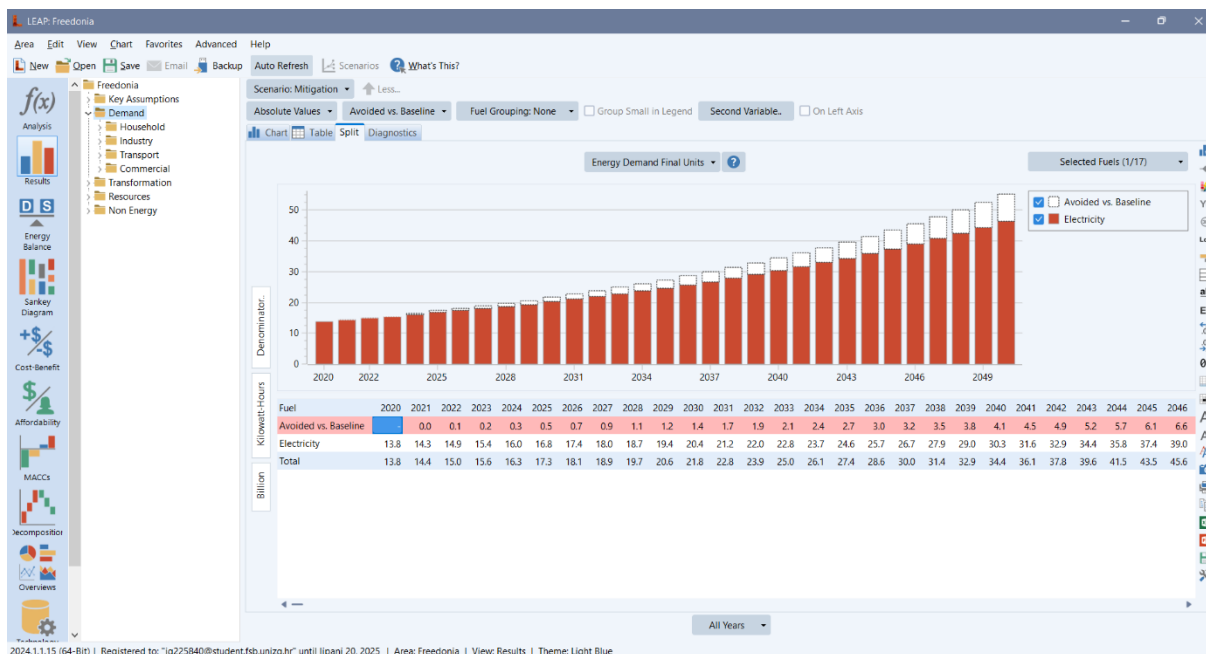 LEAP: Freedonia
Area Edit View Chart Favorites Advanced Help
New Open Save Email Backup Auto Refresh Scenarios What's This?
Scenario: Mitigation Less..
Absolute Values Avoided vs. Baseline Fuel Grouping: None Group Small in Legend Second Variable.. On Left Axis
Chart Table Split Diagnostics
f(x)
Analysis
Results
D S
Energy
Balance
Sankey
Diagram
Cost-Benefit
Affordability
MACCs
Overviews
Freedonia
Key Assumptions
Demand
Household
Industry
Transport
Commercial
Transformation
Resources
Non Energy
Energy Demand Final Units ?
Selected Fuels (1/17)
Avoided vs. Baseline
Electricity
50
40
30
20
10
0
2020 2022 2025 2028 2031 2034 2037 2040 2043 2046 2049
Denominator..
Kilowatt-Hours
Billion
Fuel 2020 2021 2022 2023 2024 2025 2026 2027 2028 2029 2030 2031 2032 2033 2034 2035 2036 2037 2038 2039 2040 2041 2042 2043 2044 2045 2046
Avoided vs. Baseline - 0.0 0.1 0.2 0.3 0.5 0.7 0.9 1.1 1.2 1.4 1.7 1.9 2.1 2.4 2.7 3.0 3.2 3.5 3.8 4.1 4.5 4.9 5.2 5.7 6.1 6.6
Electricity 13.8 14.3 14.9 15.4 16.0 16.8 17.4 18.0 18.7 19.4 20.4 21.2 22.0 22.8 23.7 24.6 25.7 26.7 27.9 29.0 30.3 31.6 32.9 34.4 35.8 37.4 39.0
Total 13.8 14.4 15.0 15.6 16.3 17.3 18.1 18.9 19.7 20.6 21.8 22.8 23.9 25.0 26.1 27.4 28.6 30.0 31.4 32.9 34.4 36.1 37.8 39.6 41.5 43.5 45.6
All Years
2024.1.1.15 (64-Bit) | Registered to: "ig225840@student.fsb.unizg.hr" until lipanj 20, 2025 | Area: Freedonia | View: Results | Theme: Light Blue